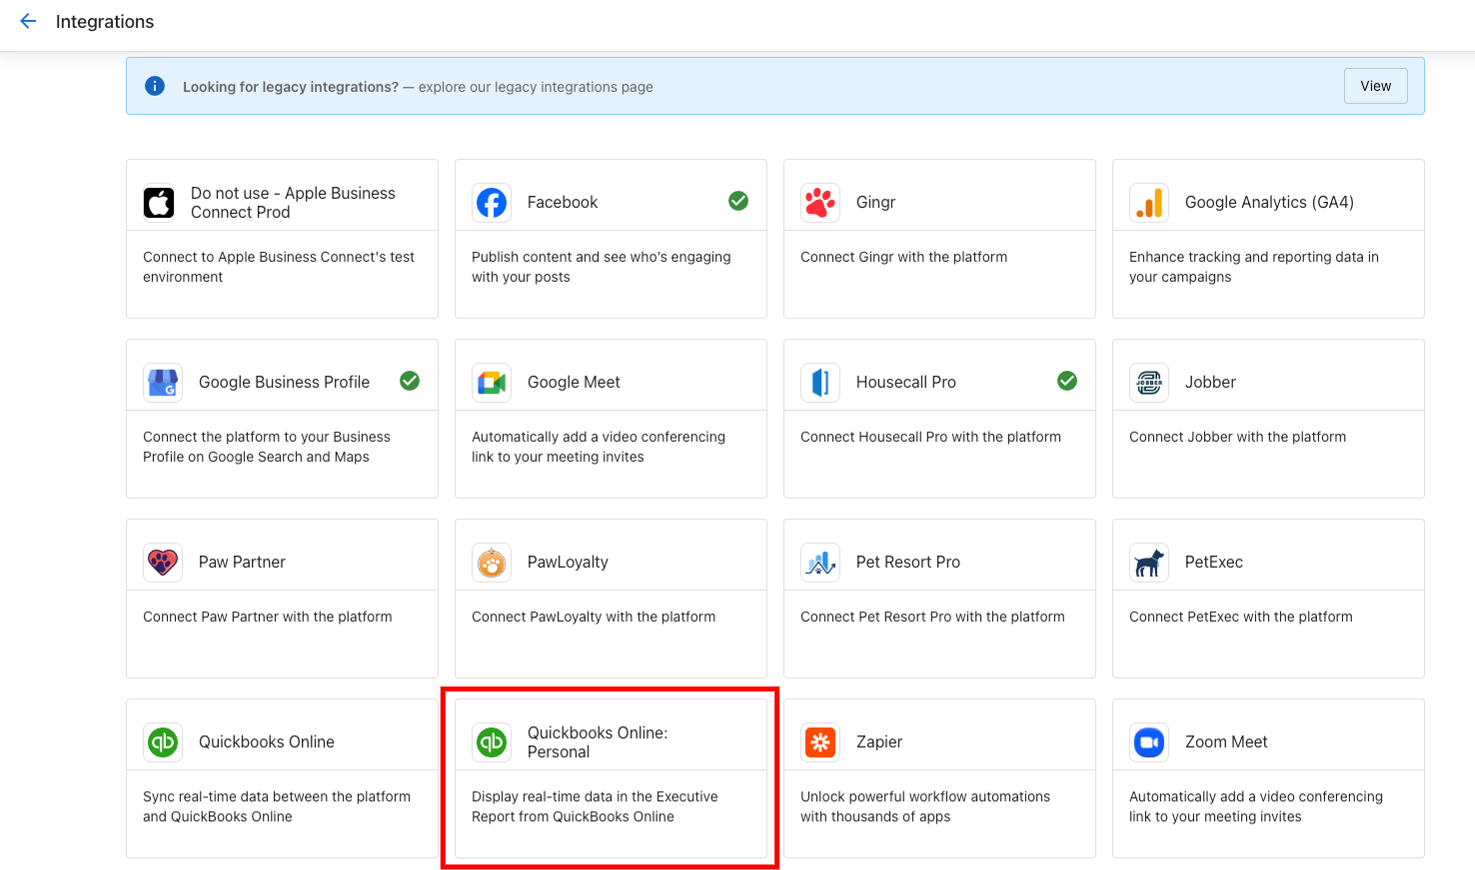 Integrations
Looking for legacy integrations? — explore our legacy integrations page
View
Do not use - Apple Business
Connect Prod
Connect to Apple Business Connect's test
environment
Facebook
Publish content and see who's engaging
with your posts
Gingr
Connect Gingr with the platform
Google Analytics (GA4)
Enhance tracking and reporting data in
your campaigns
Google Business Profile
Connect the platform to your Business
Profile on Google Search and Maps
Google Meet
Automatically add a video conferencing
link to your meeting invites
Housecall Pro
Connect Housecall Pro with the platform
JOBBER
Jobber
Connect Jobber with the platform
Paw Partner
Connect Paw Partner with the platform
PawLoyalty
Connect PawLoyalty with the platform
Pet Resort Pro
Connect Pet Resort Pro with the platform
PetExec
Connect PetExec with the platform
qb
Quickbooks Online
Sync real-time data between the platform
and QuickBooks Online
qb
Quickbooks Online:
Personal
Display real-time data in the Executive
Report from QuickBooks Online
Zapier
Unlock powerful workflow automations
with thousands of apps
Zoom Meet
Automatically add a video conferencing
link to your meeting invites